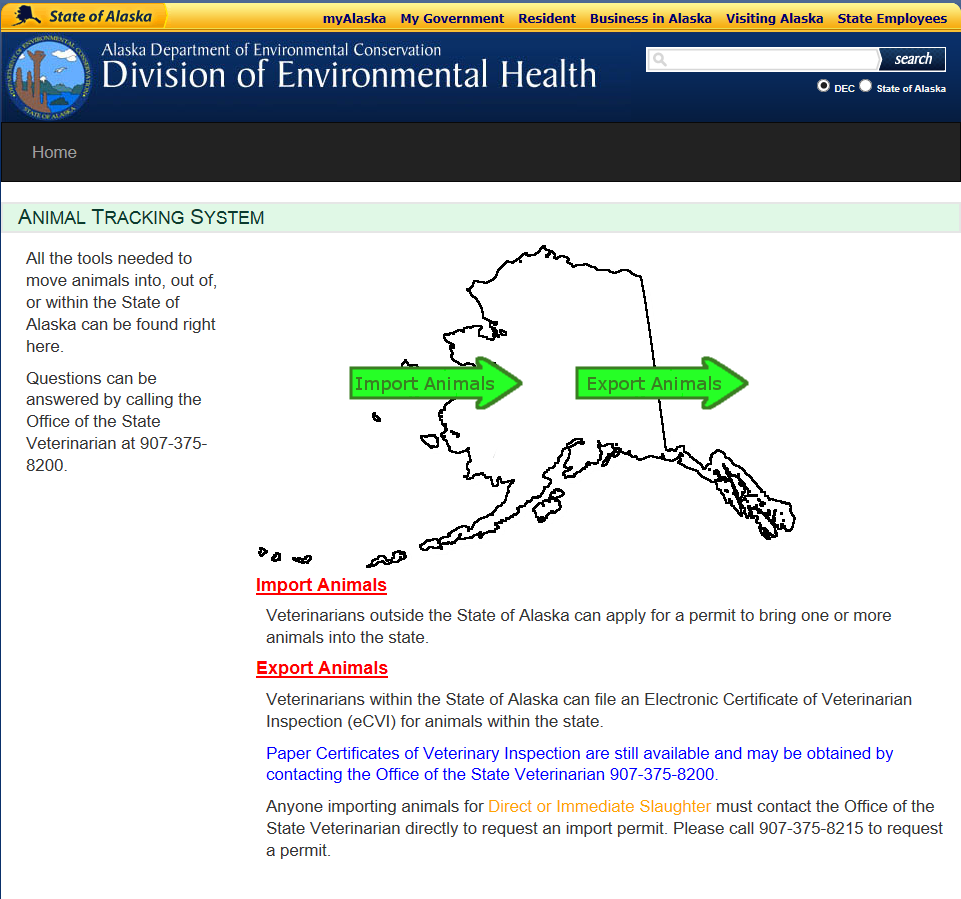 State of Alaska
myAlaska My Government Resident Business in Alaska Visiting Alaska State Employees
Alaska Department of Environmental Conservation
Division of Environmental Health
search
DEC State of Alaska
DEPARTMENT OF ENVIRONMENTAL CONSERVATION
STATE OF ALASKA
Home
ANIMAL TRACKING SYSTEM
All the tools needed to
move animals into, out of,
or within the State of
Alaska can be found right
here.
Questions can be
answered by calling the
Office of the State
Veterinarian at 907-375-
8200.
Import Animals
Export Animals
Import Animals
Veterinarians outside the State of Alaska can apply for a permit to bring one or more
animals into the state.
Export Animals
Veterinarians within the State of Alaska can file an Electronic Certificate of Veterinarian
Inspection (eCVI) for animals within the state.
Paper Certificates of Veterinary Inspection are still available and may be obtained by
contacting the Office of the State Veterinarian 907-375-8200.
Anyone importing animals for Direct or Immediate Slaughter must contact the Office of the
State Veterinarian directly to request an import permit. Please call 907-375-8215 to request
a permit.